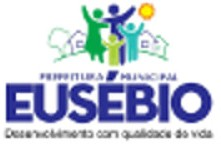 PREFEITURA MUNICIPAL
EUSÉBIO
Desenvolvimento com qualidade de vida